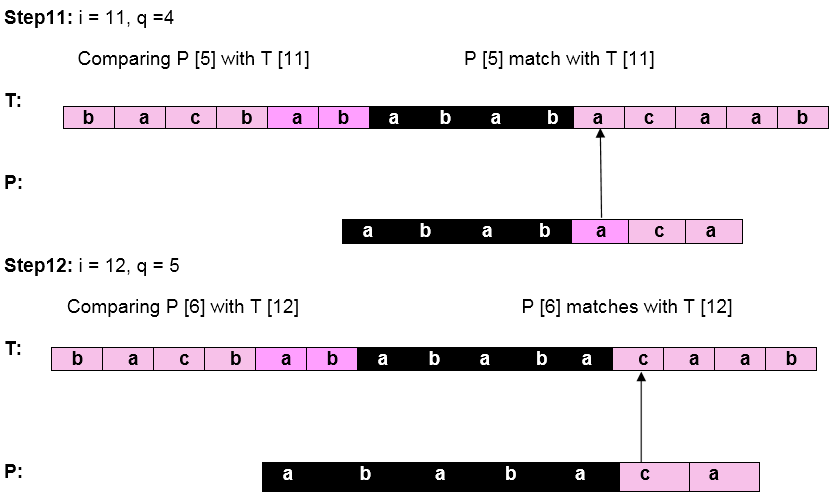 Step11: i = 11, q =4
Comparing P [5] with T [11] P [5] match with T [11]
T:
b a c b a b a b a b a c a a b
P:
a b a b a c a
Step12: i = 12, q = 5
Comparing P [6] with T [12] P [6] matches with T [12]
T:
b a c b a b a b a b a c a a b
P:
a b a b a c a